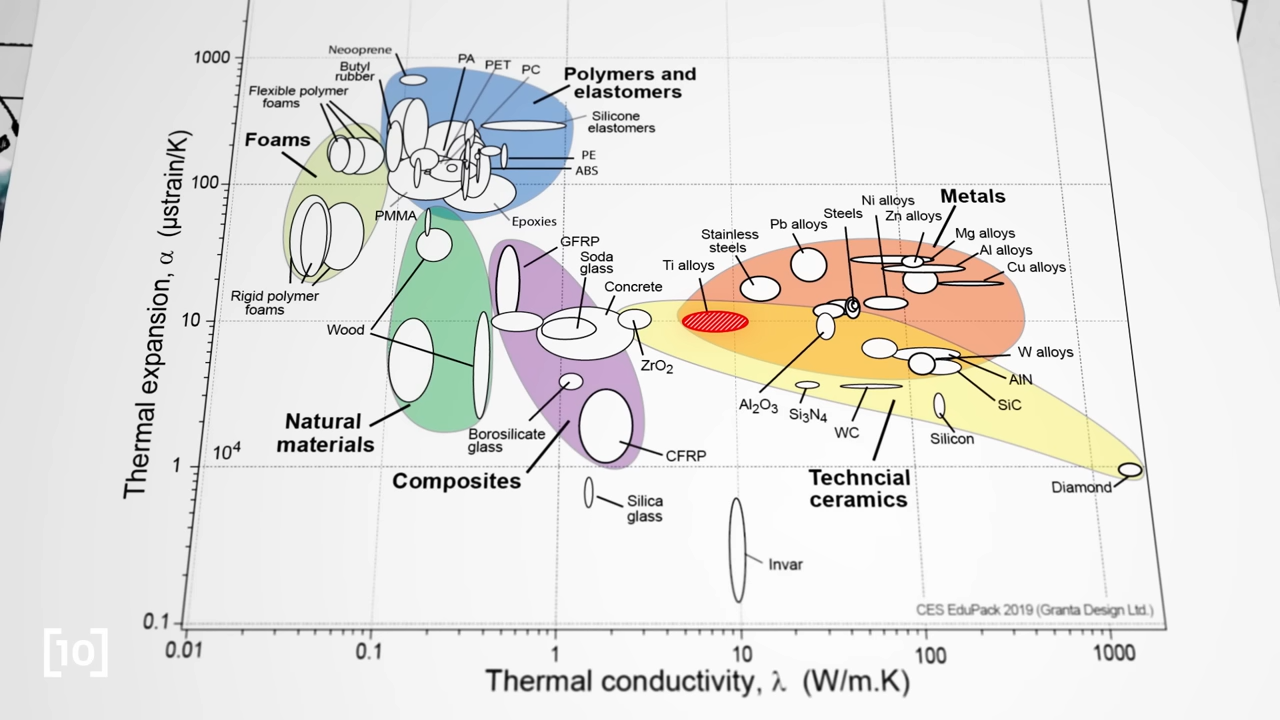 1000
100
10
1
0.1
Thermal expansion, α (μstrain/K)
Neooprene
Butyl
rubber
Flexible polymer
foams
Foams
PA
PET
PC
Polymers and
elastomers
Silicone
elastomers
PE
ABS
PMMA
Epoxies
Rigid polymer
foams
Wood
GFRP
Soda
glass
Concrete
ZrO2
Natural
materials
10⁴
Borosilicate
glass
Composites
CFRP
Silica
glass
Ti alloys
Stainless
steels
Pb alloys
Steels
Ni alloys
Zn alloys
Metals
Mg alloys
Al alloys
Cu alloys
W alloys
AlN
SiC
Al2O3
Si3N4
WC
Silicon
Techncial
ceramics
Diamond
Invar
CES EduPack 2019 (Granta Design Ltd.)
0.01
0.1
1
10
100
1000
Thermal conductivity, λ (W/m.K)
[10]